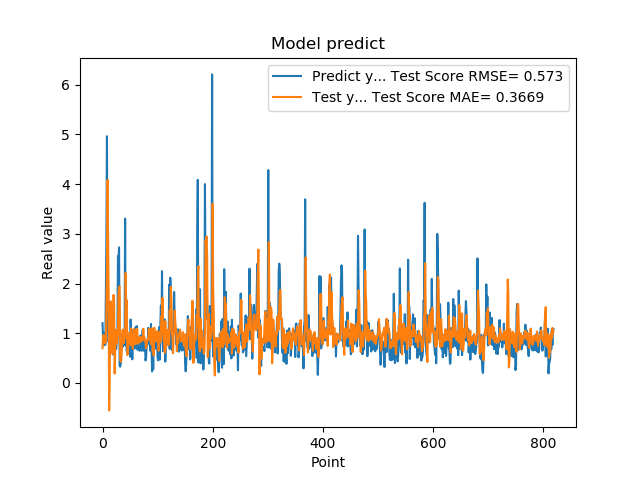 Model predict
Predict y... Test Score RMSE= 0.573
Test y... Test Score MAE= 0.3669
Real value
6
5
4
3
2
1
0
0 200 400 600 800
Point